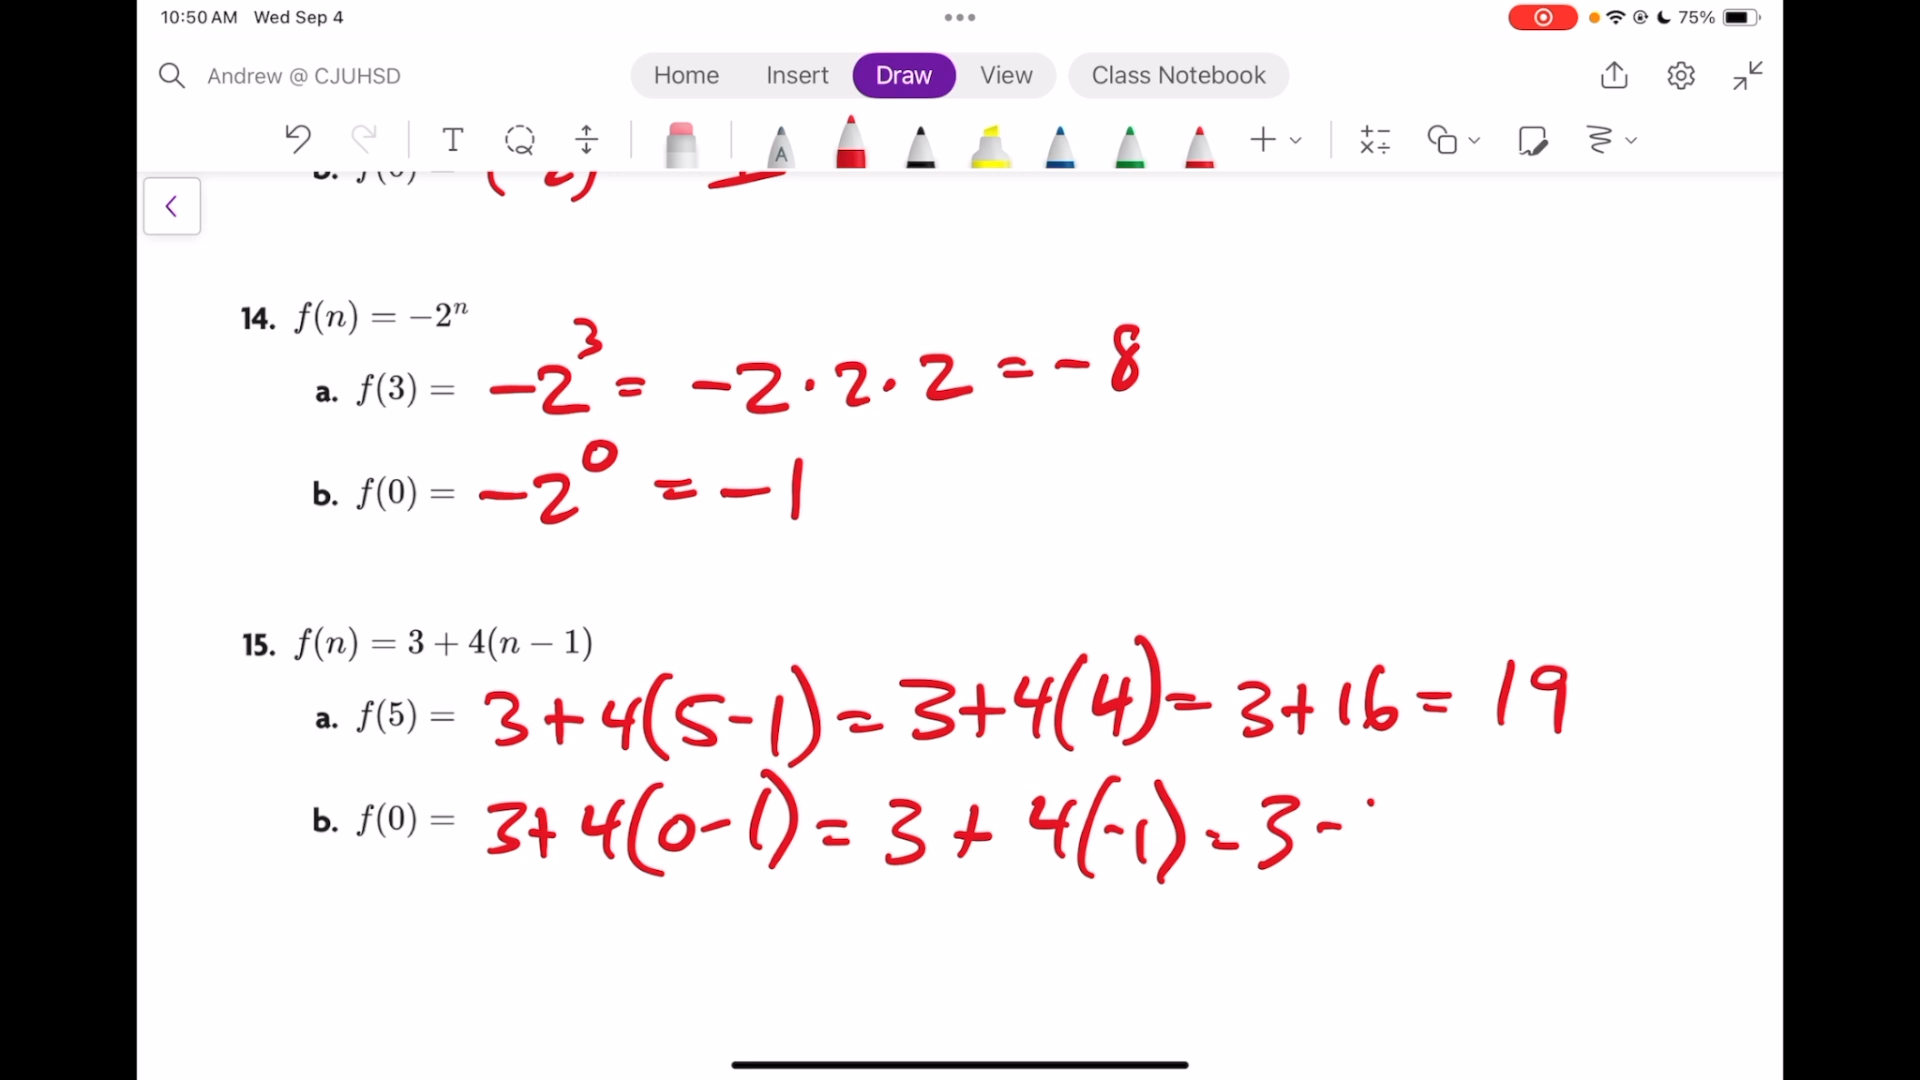 10:50 AM Wed Sep 4 75%
Andrew @ CJUHSD Home Insert Draw View Class Notebook
14. f(n) = −2ⁿ
a. f(3) = −2³ = −2·2·2 = −8
b. f(0) = −2⁰ = −1
15. f(n) = 3 + 4(n − 1)
a. f(5) = 3+4(5−1) = 3+4(4) = 3+16 = 19
b. f(0) = 3+4(0−1) = 3 + 4(−1) = 3 −